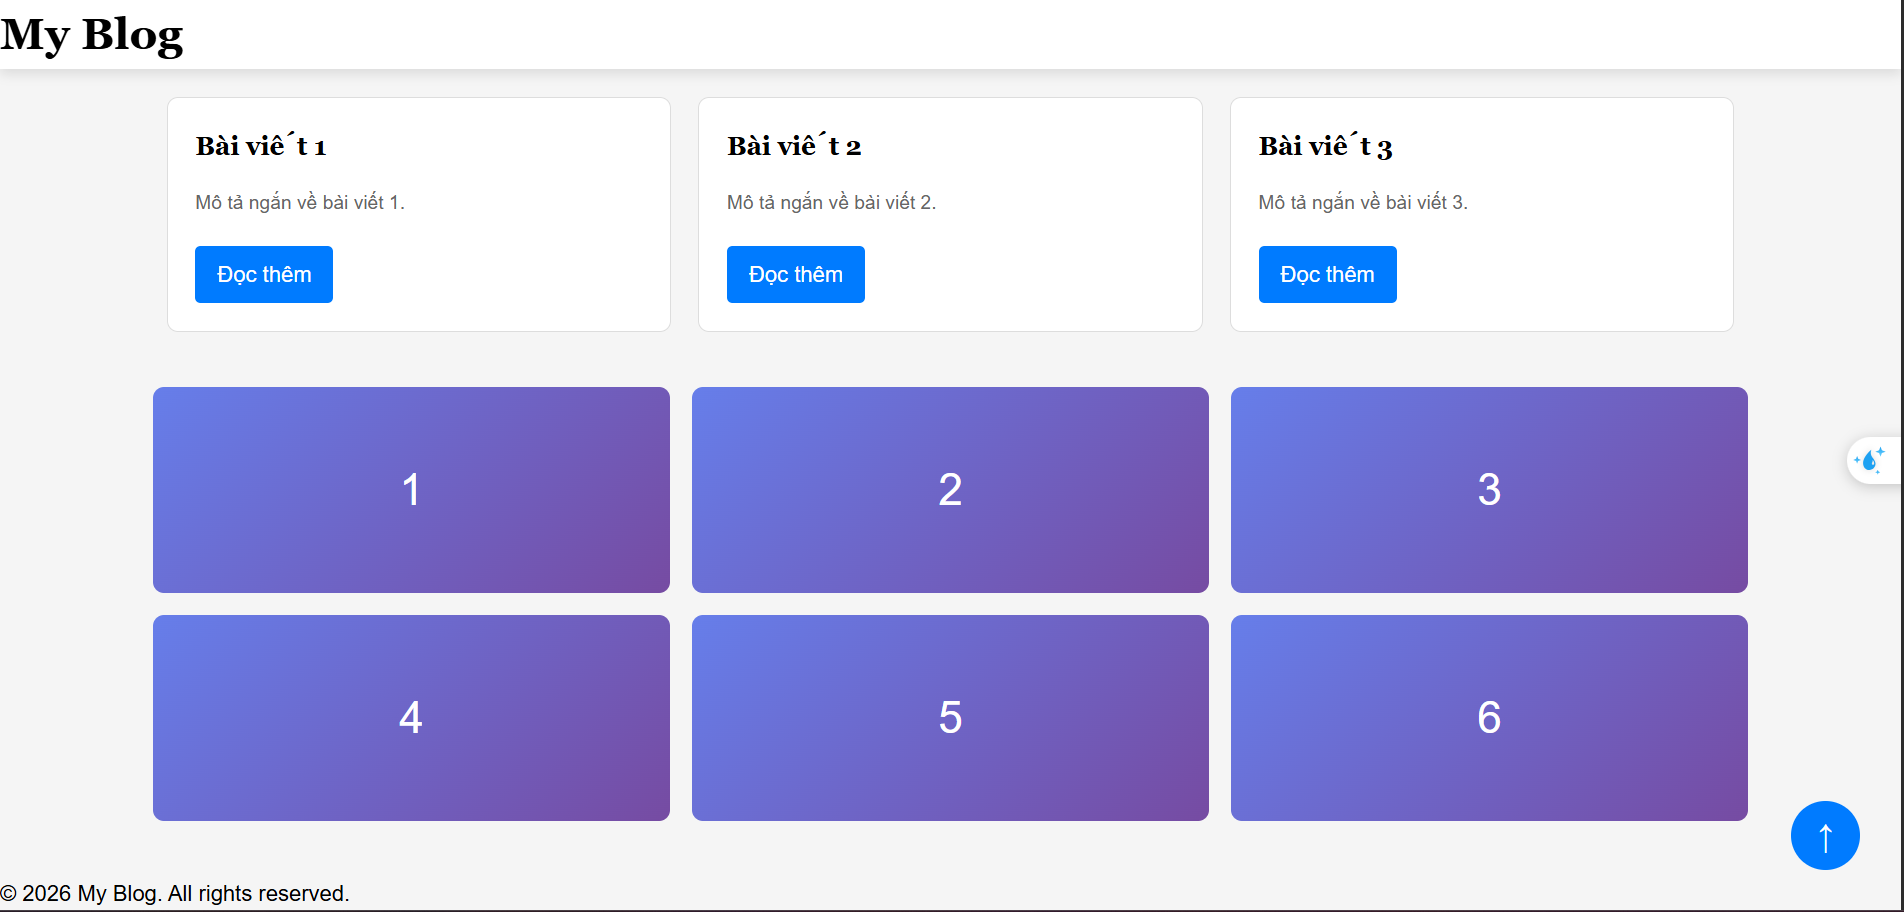 My Blog
Bài viết 1
Mô tả ngắn về bài viết 1.
Đọc thêm
Bài viết 2
Mô tả ngắn về bài viết 2.
Đọc thêm
Bài viết 3
Mô tả ngắn về bài viết 3.
Đọc thêm
1
2
3
4
5
6
↑
© 2026 My Blog. All rights reserved.